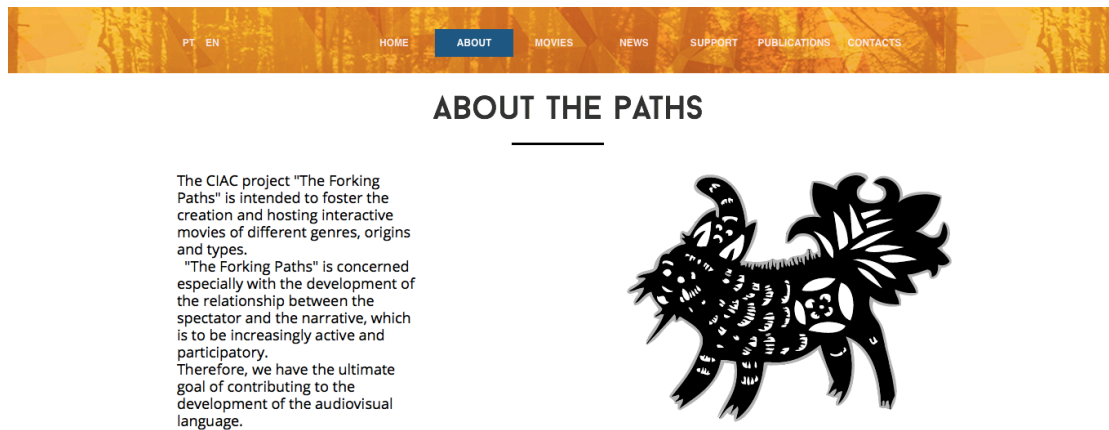 PT EN HOME ABOUT MOVIES NEWS SUPPORT PUBLICATIONS CONTACTS
ABOUT THE PATHS
The CIAC project "The Forking
Paths" is intended to foster the
creation and hosting interactive
movies of different genres, origins
and types.
"The Forking Paths" is concerned
especially with the development of
the relationship between the
spectator and the narrative, which
is to be increasingly active and
participatory.
Therefore, we have the ultimate
goal of contributing to the
development of the audiovisual
language.